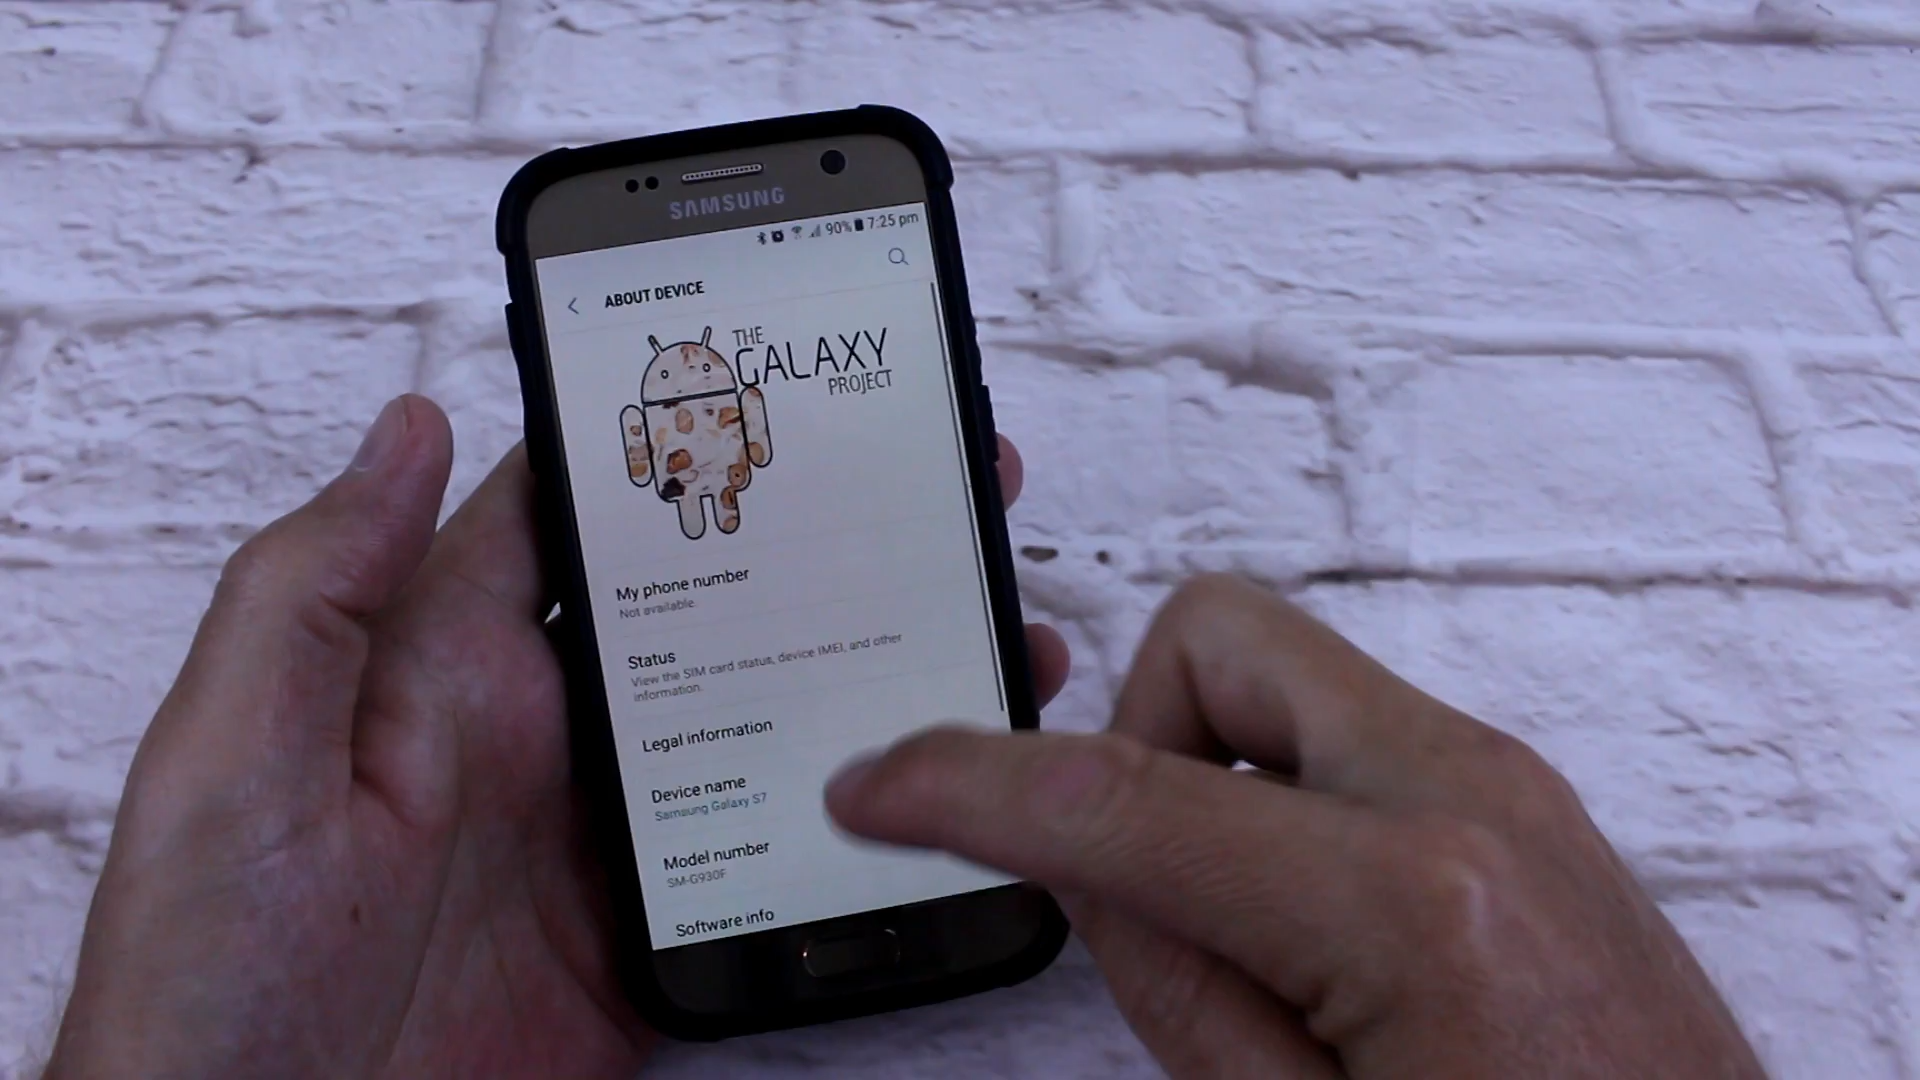 SAMSUNG
90% 7:25 pm
ABOUT DEVICE
THE
GALAXY
PROJECT
My phone number
Not available.
Status
View the SIM card status, device IMEI, and other
information.
Legal information
Device name
Samsung Galaxy S7
Model number
SM-G930F
Software info